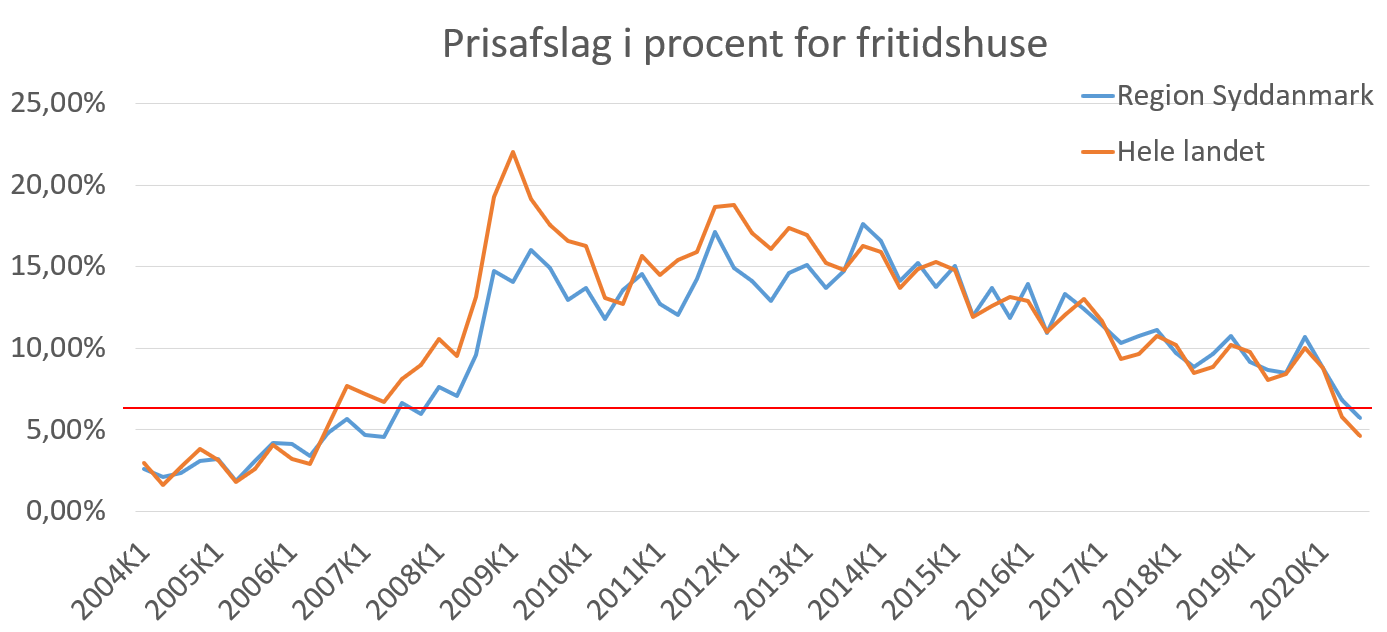 Prisafslag i procent for fritidshuse
Region Syddanmark
Hele landet
25,00%
20,00%
15,00%
10,00%
5,00%
0,00%
2004K1
2005K1
2006K1
2007K1
2008K1
2009K1
2010K1
2011K1
2012K1
2013K1
2014K1
2015K1
2016K1
2017K1
2018K1
2019K1
2020K1